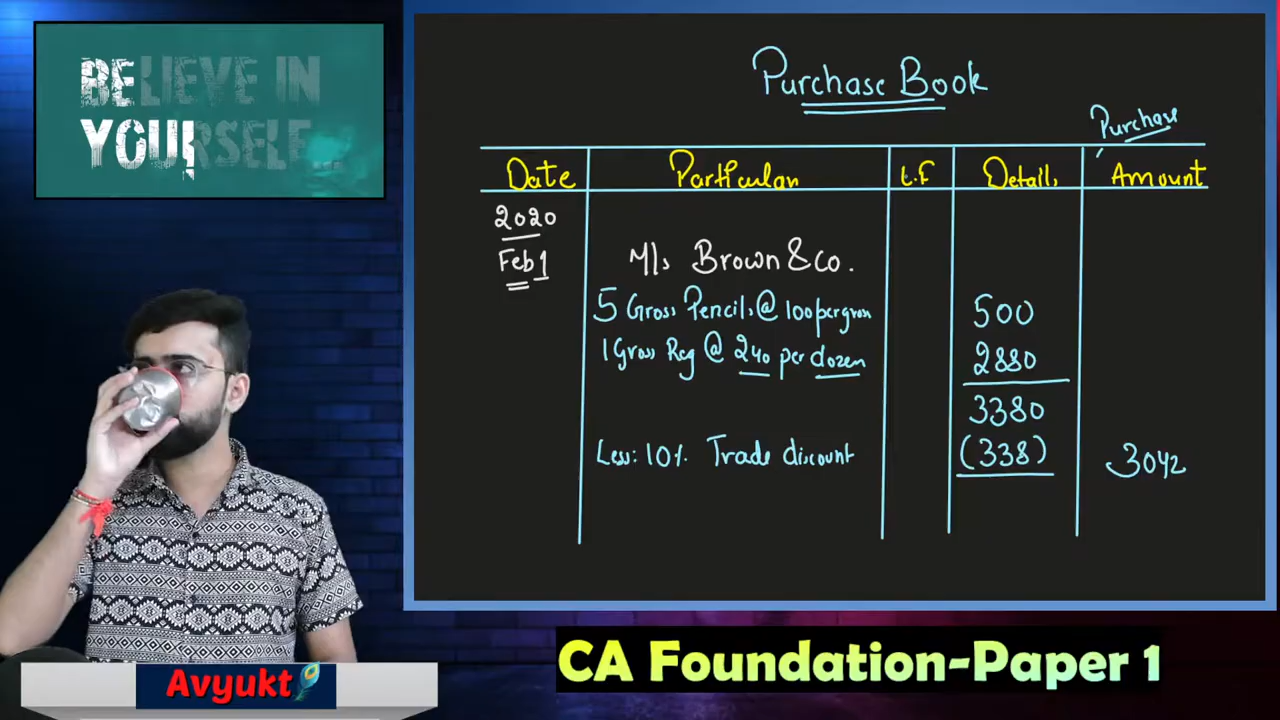 BELIEVE IN
YOURSELF
Purchase Book
Purchase
Date Particular L.F Details Amount
2020
Feb 1 M/s Brown & Co.
5 Gross Pencils @ 100 per gross 500
1 Gross Reg @ 240 per dozen 2880
3380
Less: 10% Trade discount (338) 3042
Avyukt
CA Foundation-Paper 1